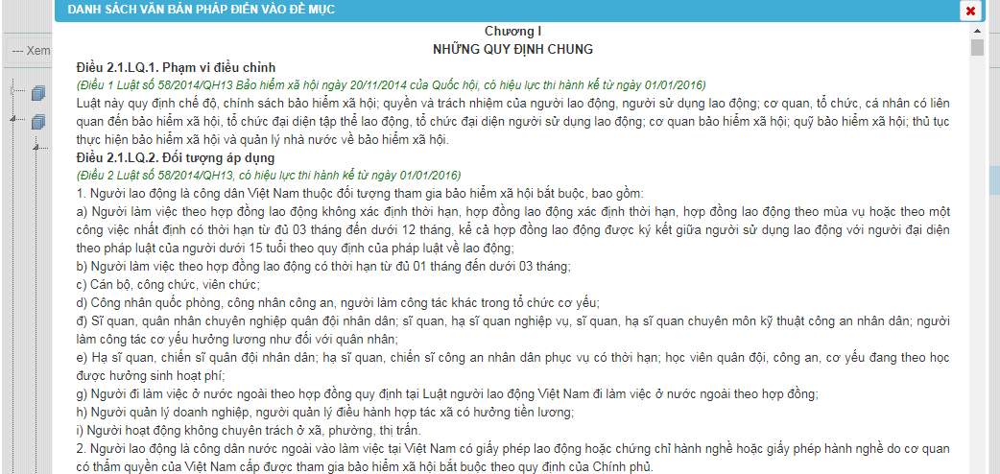 DANH SÁCH VĂN BẢN PHÁP ĐIỂN VÀO ĐỀ MỤC
--- Xem
Chương I
NHỮNG QUY ĐỊNH CHUNG
Điều 2.1.LQ.1. Phạm vi điều chỉnh
(Điều 1 Luật số 58/2014/QH13 Bảo hiểm xã hội ngày 20/11/2014 của Quốc hội, có hiệu lực thi hành kể từ ngày 01/01/2016)
Luật này quy định chế độ, chính sách bảo hiểm xã hội; quyền và trách nhiệm của người lao động, người sử dụng lao động; cơ quan, tổ chức, cá nhân có liên
quan đến bảo hiểm xã hội, tổ chức đại diện tập thể lao động, tổ chức đại diện người sử dụng lao động; cơ quan bảo hiểm xã hội; quỹ bảo hiểm xã hội; thủ tục
thực hiện bảo hiểm xã hội và quản lý nhà nước về bảo hiểm xã hội.
Điều 2.1.LQ.2. Đối tượng áp dụng
(Điều 2 Luật số 58/2014/QH13, có hiệu lực thi hành kể từ ngày 01/01/2016)
1. Người lao động là công dân Việt Nam thuộc đối tượng tham gia bảo hiểm xã hội bắt buộc, bao gồm:
a) Người làm việc theo hợp đồng lao động không xác định thời hạn, hợp đồng lao động xác định thời hạn, hợp đồng lao động theo mùa vụ hoặc theo một
công việc nhất định có thời hạn từ đủ 03 tháng đến dưới 12 tháng, kể cả hợp đồng lao động được ký kết giữa người sử dụng lao động với người đại diện
theo pháp luật của người dưới 15 tuổi theo quy định của pháp luật về lao động;
b) Người làm việc theo hợp đồng lao động có thời hạn từ đủ 01 tháng đến dưới 03 tháng;
c) Cán bộ, công chức, viên chức;
d) Công nhân quốc phòng, công nhân công an, người làm công tác khác trong tổ chức cơ yếu;
đ) Sĩ quan, quân nhân chuyên nghiệp quân đội nhân dân; sĩ quan, hạ sĩ quan nghiệp vụ, sĩ quan, hạ sĩ quan chuyên môn kỹ thuật công an nhân dân; người
làm công tác cơ yếu hưởng lương như đối với quân nhân;
e) Hạ sĩ quan, chiến sĩ quân đội nhân dân; hạ sĩ quan, chiến sĩ công an nhân dân phục vụ có thời hạn; học viên quân đội, công an, cơ yếu đang theo học
được hưởng sinh hoạt phí;
g) Người đi làm việc ở nước ngoài theo hợp đồng quy định tại Luật người lao động Việt Nam đi làm việc ở nước ngoài theo hợp đồng;
h) Người quản lý doanh nghiệp, người quản lý điều hành hợp tác xã có hưởng tiền lương;
i) Người hoạt động không chuyên trách ở xã, phường, thị trấn.
2. Người lao động là công dân nước ngoài vào làm việc tại Việt Nam có giấy phép lao động hoặc chứng chỉ hành nghề hoặc giấy phép hành nghề do cơ quan
có thẩm quyền của Việt Nam cấp được tham gia bảo hiểm xã hội bắt buộc theo quy định của Chính phủ.